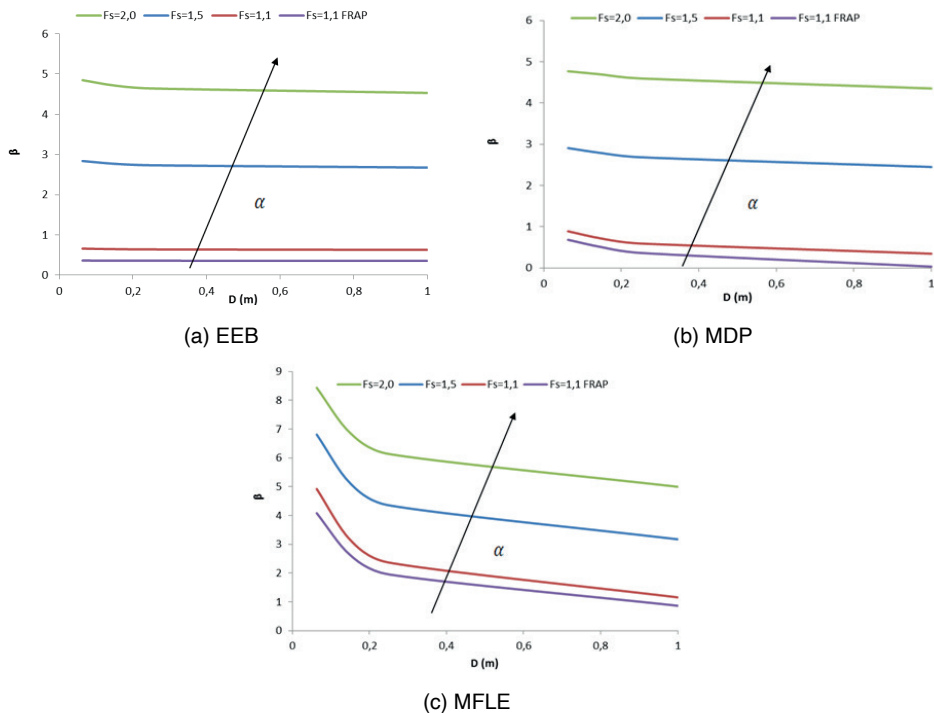 Fs=2,0 Fs=1,5 Fs=1,1 Fs=1,1 FRAP
6
5
4
3
2
1
0
β
α
0 0,2 0,4 0,6 0,8 1
D (m)
(a) EEB
Fs=2,0 Fs=1,5 Fs=1,1 Fs=1,1 FRAP
6
5
4
3
2
1
0
β
α
0 0,2 0,4 0,6 0,8 1
D (m)
(b) MDP
9
Fs=2,0 Fs=1,5 Fs=1,1 Fs=1,1 FRAP
8
7
6
5
4
3
2
1
0
β
α
0 0,2 0,4 0,6 0,8 1
D (m)
(c) MFLE